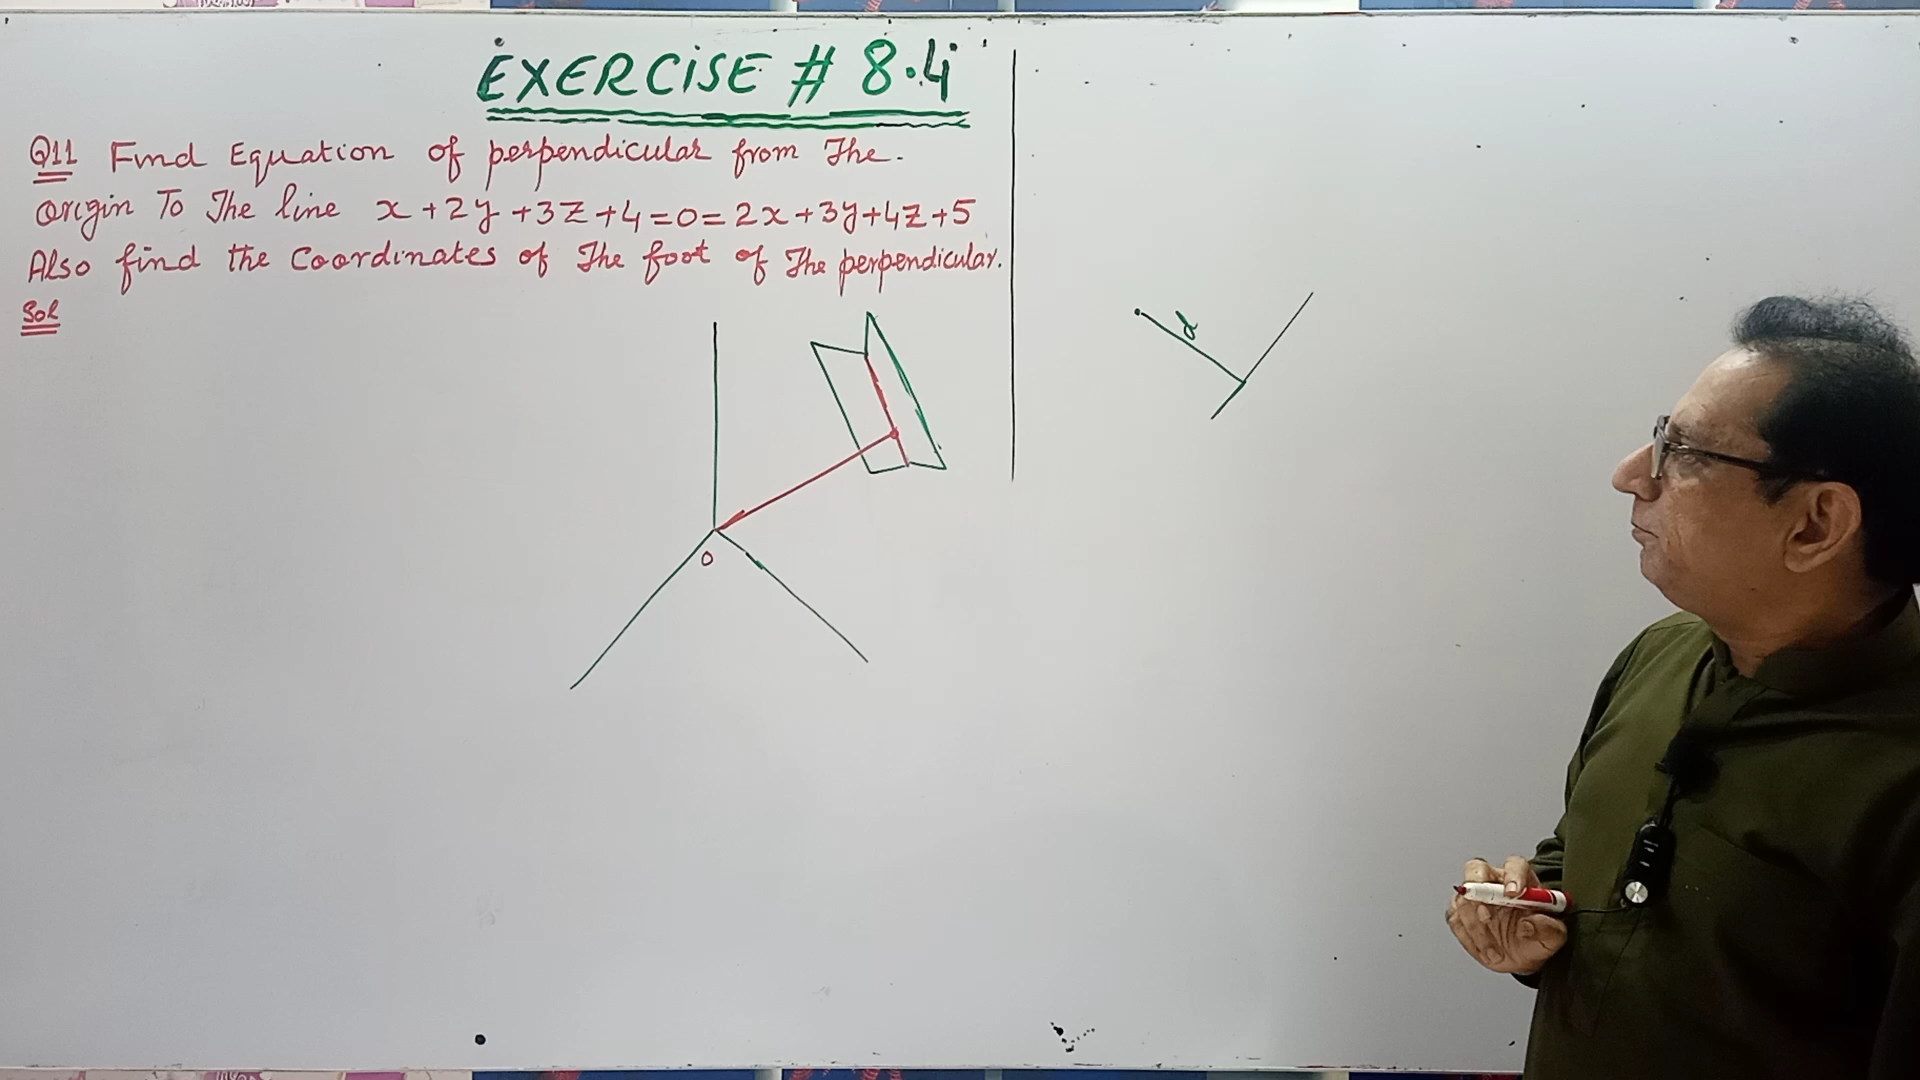 EXERCISE # 8.4
Q11 Find Equation of perpendicular from The
origin To The line x+2y+3z+4=0=2x+3y+4z+5
Also find the Coordinates of The foot of The perpendicular.
Sol
d
O